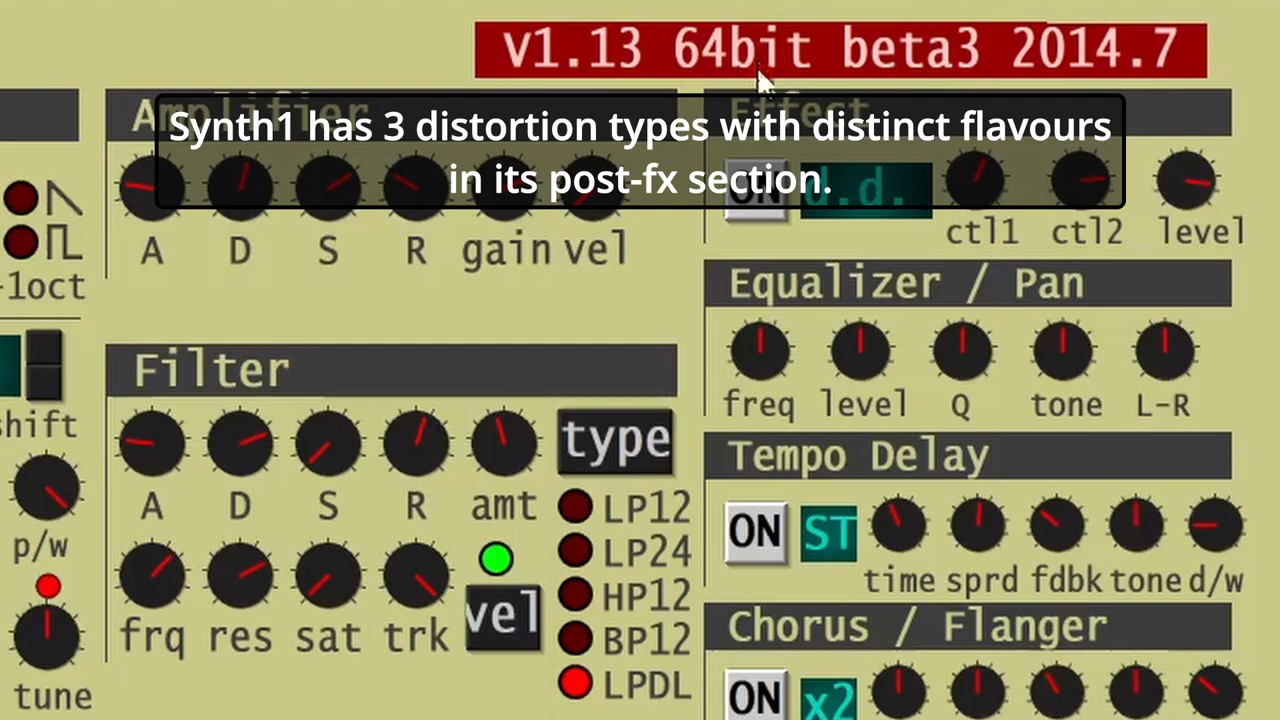 v1.13 64bit beta3 2014.7
Amplifier
Effect
Synth1 has 3 distortion types with distinct flavours
in its post-fx section.
ON
d.d.
A D S R gain vel
ctl1 ctl2 level
-1oct
Equalizer / Pan
freq level Q tone L-R
Filter
type
shift
A D S R amt
LP12
LP24
HP12
BP12
LPDL
p/w
frq res sat trk
vel
tune
Tempo Delay
ON
ST
time sprd fdbk tone d/w
Chorus / Flanger
ON
x2